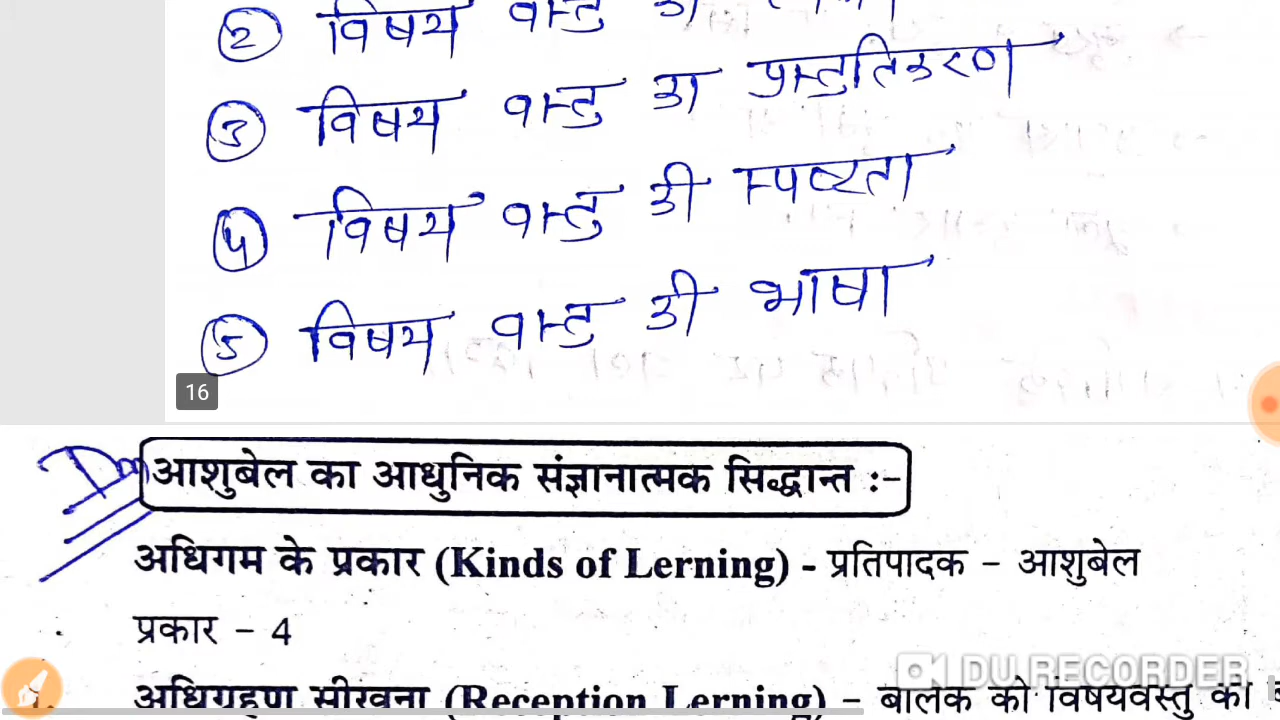 ② विषय वस्तु
③ विषय वस्तु का प्रस्तुतिकरण
④ विषय वस्तु की स्पष्टता
⑤ विषय वस्तु की भाषा
16
आशुबेल का आधुनिक संज्ञानात्मक सिद्धान्त :-
अधिगम के प्रकार (Kinds of Lerning) - प्रतिपादक - आशुबेल
प्रकार - 4
DU RECORDER
1. अधिग्रहण सीखना (Reception Lerning) - बालक को विषयवस्तु को